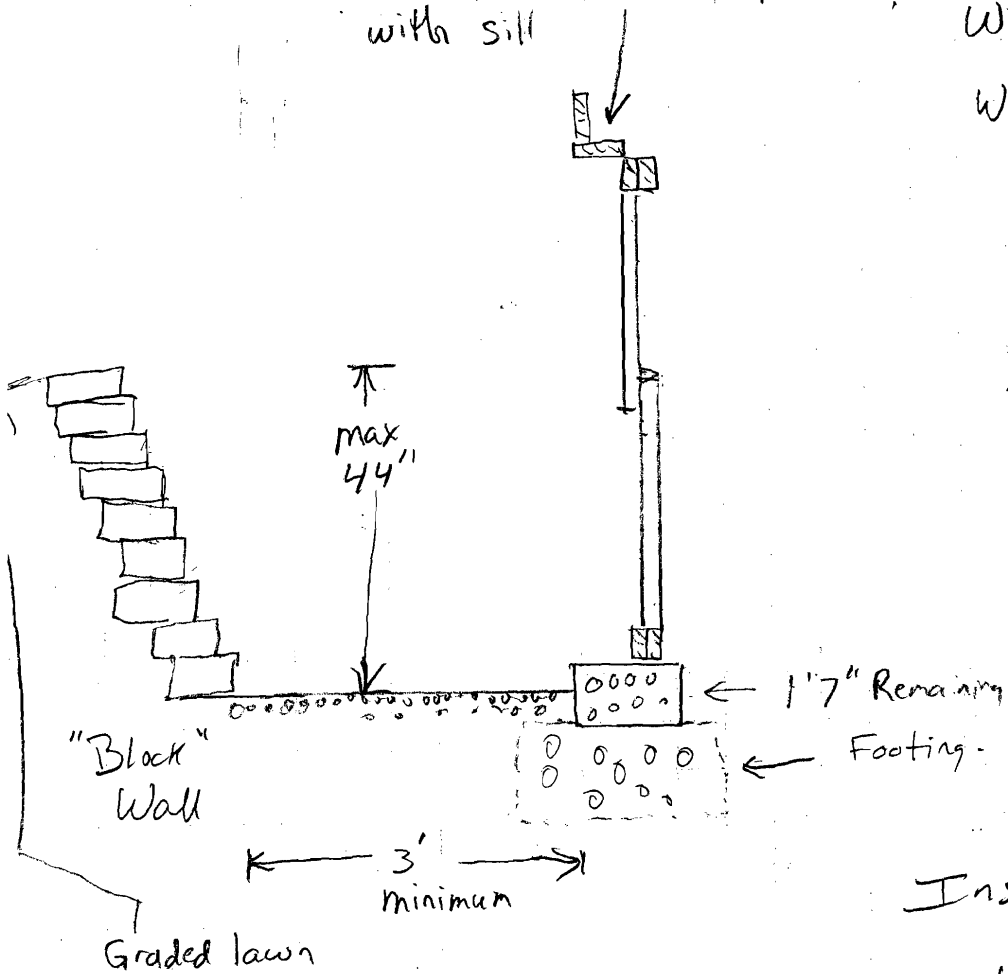 with sill
max
44"
1'7" Remaining
Footing.
"Block"
Wall
3'
minimum
Graded lawn